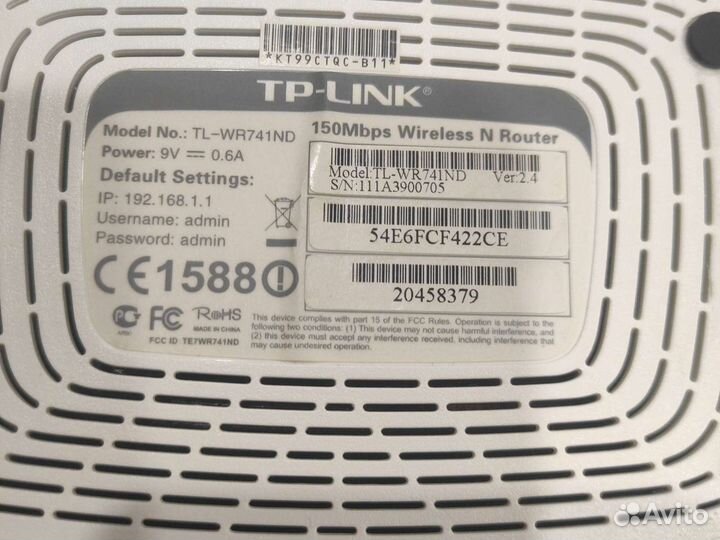 *KT99CTQC-B11*
TP-LINK®
Model No.: TL-WR741ND
150Mbps Wireless N Router
Power: 9V 0.6A
Default Settings:
IP: 192.168.1.1
Username: admin
Password: admin
Model:TL-WR741ND Ver:2.4
S/N:111A3900705
54E6FCF422CE
20458379
CE1588
FC RoHS
MADE IN CHINA
FCC ID: TE7WR741ND
This device complies with part 15 of the FCC Rules. Operation is subject to the
following two conditions: (1) This device may not cause harmful interference, and
(2) this device must accept any interference received, including interference that
may cause undesired operation.
Avito